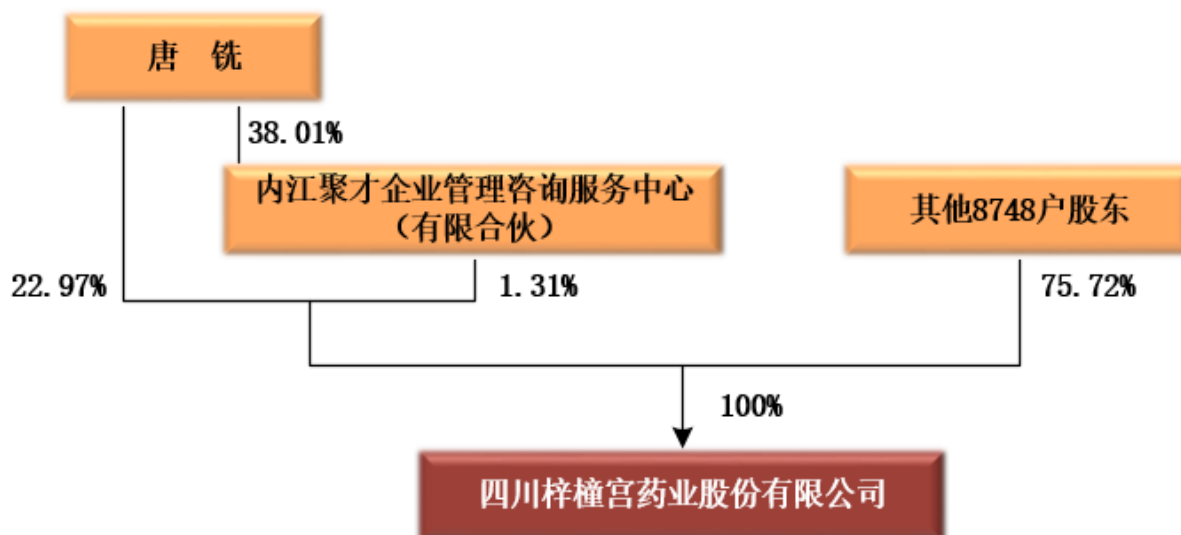 唐 铣
38.01%
内江聚才企业管理咨询服务中心
（有限合伙）
其他8748户股东
22.97%
1.31%
75.72%
100%
四川梓橦宫药业股份有限公司